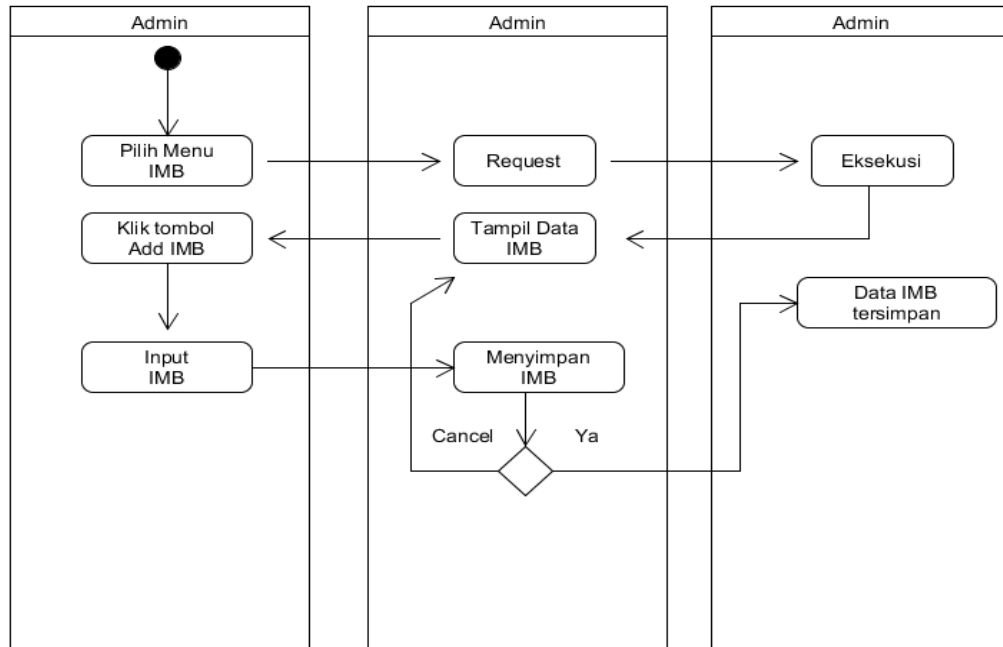 Admin
Admin
Admin
Pilih Menu
IMB
Request
Eksekusi
Klik tombol
Add IMB
Tampil Data
IMB
Data IMB
tersimpan
Input
IMB
Menyimpan
IMB
Cancel
Ya